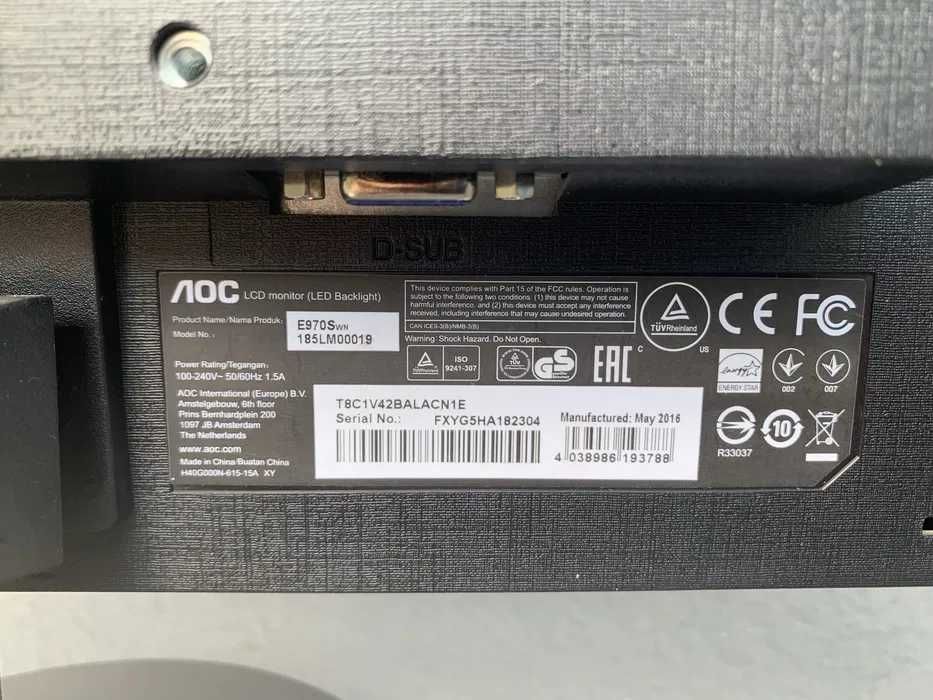 D-SUB
AOC LCD monitor (LED Backlight)
Product Name/Nama Produk: E970SWN
Model No.: 185LM00019
Power Rating/Tegangan:
100-240V~ 50/60Hz 1.5A
AOC International (Europe) B.V.
Amstelgebouw, 6th floor
Prins Bernhardplein 200
1097 JB Amsterdam
The Netherlands
www.aoc.com
Made in China/Buatan China
H40G000N-615-15A XY
This device complies with Part 15 of the FCC rules. Operation is
subject to the following two conditions. (1) this device may not cause
harmful interference, and (2) this device must accept any interference
received, including interference that may cause undesired operation.
CAN ICES-3(B)/NMB-3(B)
Warning: Shock Hazard. Do Not Open.
TÜVRheinland
ISO
9241-307
TÜV
GS
EAC
C TÜVRheinland US
CE FC
energy
ENERGY STAR
002
007
R33037
10
T8C1V42BALACN1E
Serial No.: FXYG5HA182304
Manufactured: May 2016
4 038986 193788